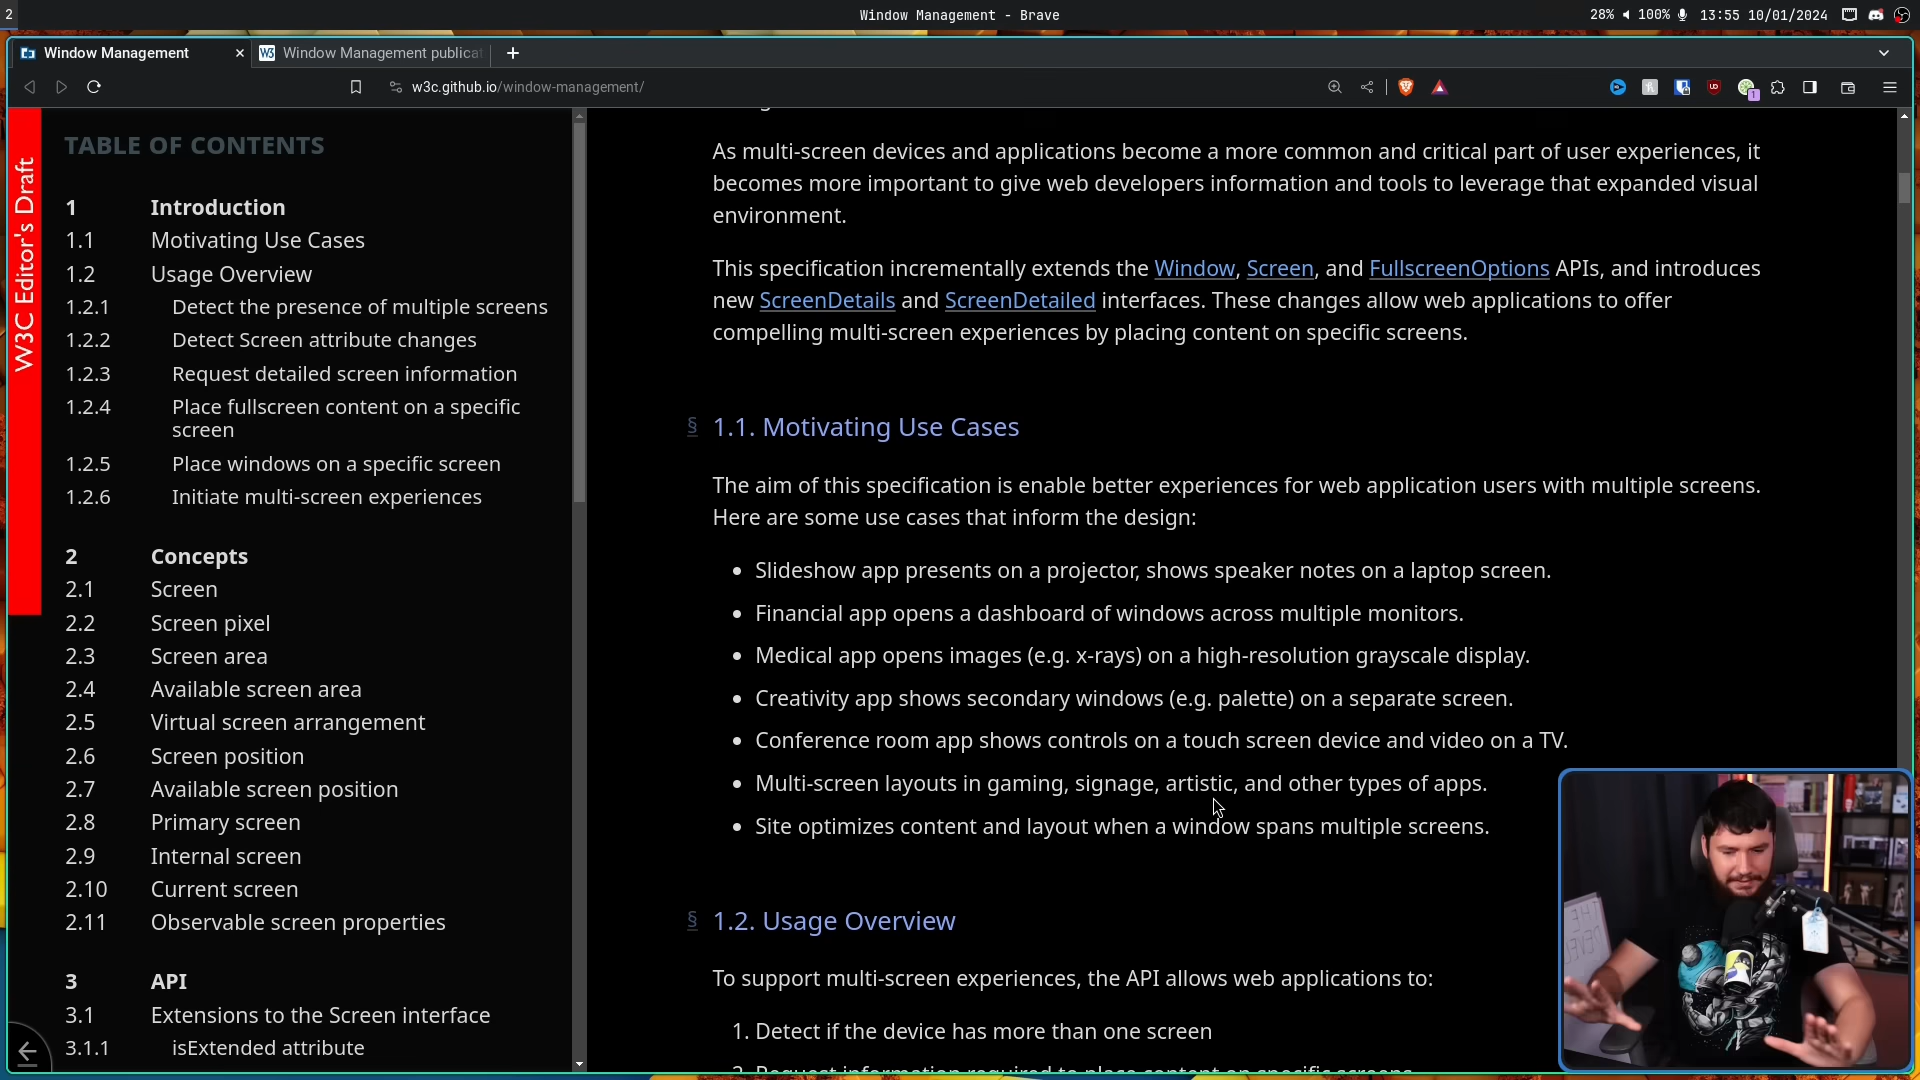 2
Window Management - Brave
28% 100% 13:55 10/01/2024
Window Management
Window Management publicat
w3c.github.io/window-management/
1
W3C Editor's Draft
TABLE OF CONTENTS
1 Introduction
1.1 Motivating Use Cases
1.2 Usage Overview
1.2.1 Detect the presence of multiple screens
1.2.2 Detect Screen attribute changes
1.2.3 Request detailed screen information
1.2.4 Place fullscreen content on a specific
screen
1.2.5 Place windows on a specific screen
1.2.6 Initiate multi-screen experiences
2 Concepts
2.1 Screen
2.2 Screen pixel
2.3 Screen area
2.4 Available screen area
2.5 Virtual screen arrangement
2.6 Screen position
2.7 Available screen position
2.8 Primary screen
2.9 Internal screen
2.10 Current screen
2.11 Observable screen properties
3 API
3.1 Extensions to the Screen interface
3.1.1 isExtended attribute
As multi-screen devices and applications become a more common and critical part of user experiences, it
becomes more important to give web developers information and tools to leverage that expanded visual
environment.
This specification incrementally extends the Window, Screen, and FullscreenOptions APIs, and introduces
new ScreenDetails and ScreenDetailed interfaces. These changes allow web applications to offer
compelling multi-screen experiences by placing content on specific screens.
§ 1.1. Motivating Use Cases
The aim of this specification is enable better experiences for web application users with multiple screens.
Here are some use cases that inform the design:
• Slideshow app presents on a projector, shows speaker notes on a laptop screen.
• Financial app opens a dashboard of windows across multiple monitors.
• Medical app opens images (e.g. x-rays) on a high-resolution grayscale display.
• Creativity app shows secondary windows (e.g. palette) on a separate screen.
• Conference room app shows controls on a touch screen device and video on a TV.
• Multi-screen layouts in gaming, signage, artistic, and other types of apps.
• Site optimizes content and layout when a window spans multiple screens.
§ 1.2. Usage Overview
To support multi-screen experiences, the API allows web applications to:
1. Detect if the device has more than one screen
2. Request information required to place content on specific screens